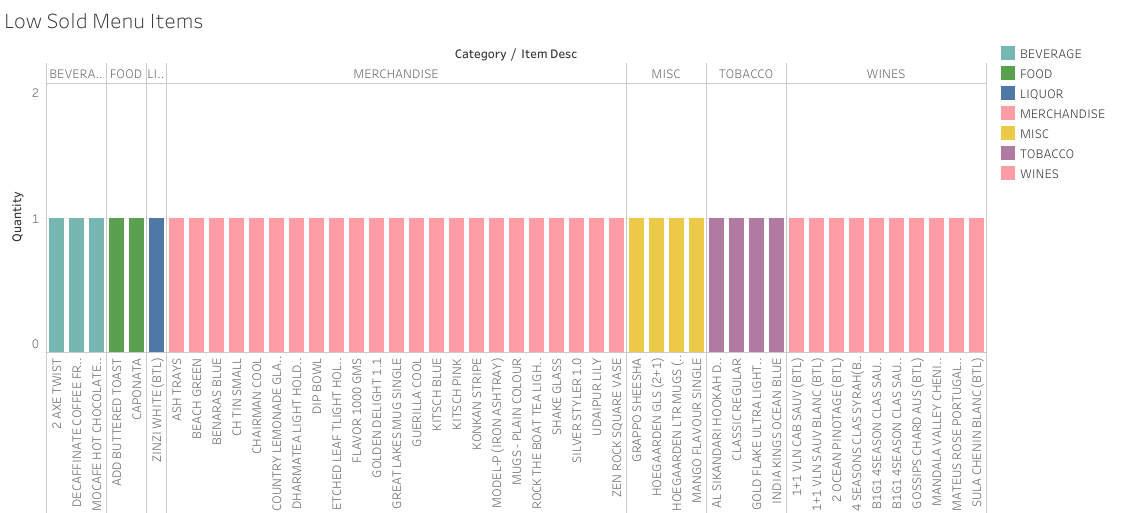 Low Sold Menu Items
Category / Item Desc
BEVERA..
FOOD
LI..
MERCHANDISE
MISC
TOBACCO
WINES
BEVERAGE
FOOD
LIQUOR
MERCHANDISE
MISC
TOBACCO
WINES
Quantity
2
1
0
2 AXE TWIST
DECAFFINATE COFFEE FR..
MOCAFE HOT CHOCOLATE..
ADD BUTTERED TOAST
CAPONATA
ZINZI WHITE (BTL)
ASH TRAYS
BEACH GREEN
BENARAS BLUE
CH TIN SMALL
CHAIRMAN COOL
COUNTRY LEMONADE GLA..
DHARMATEA LIGHT HOLD..
DIP BOWL
ETCHED LEAF TLIGHT HOL..
FLAVOR 1000 GMS
GOLDEN DELIGHT 1.1
GREAT LAKES MUG SINGLE
GUERILLA COOL
KITSCH BLUE
KITSCH PINK
KONKAN STRIPE
MODEL-P (IRON ASHTRAY)
MUGS - PLAIN COLOUR
ROCK THE BOAT TEA LIGH..
SHAKE GLASS
SILVER STYLER 1.0
UDAIPUR LILY
ZEN ROCK SQUARE VASE
GRAPPO SHEESHA
HOEGAARDEN GLS (2+1)
HOEGAARDEN LTR MUGS (..
MANGO FLAVOUR SINGLE
AL SIKANDARI HOOKAH D..
CLASSIC REGULAR
GOLD FLAKE ULTRA LIGHT..
INDIA KINGS OCEAN BLUE
1+1 VLN CAB SAUV (BTL)
1+1 VLN SAUV BLANC (BTL)
2 OCEAN PINOTAGE (BTL)
4 SEASONS CLAS SYRAH(B..
B1G1 4SEASON CLAS SAU..
B1G1 4SEASON CLAS SAU..
GOSSIPS CHARD AUS (BTL)
MANDALA VALLEY CHENI..
MATEUS ROSE PORTUGAL..
SULA CHENIN BLANC (BTL)